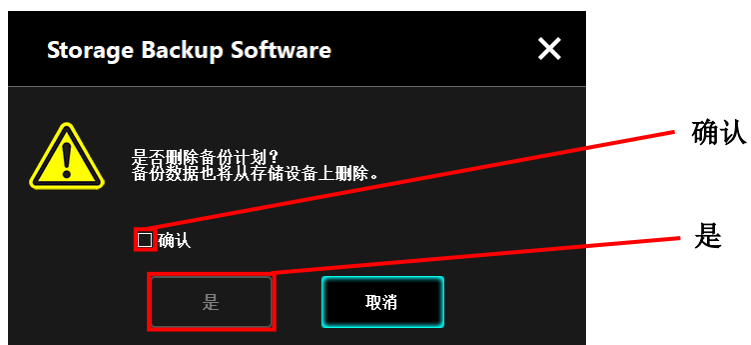 Storage Backup Software
是否删除备份计划？
备份数据也将从存储设备上删除。
确认
确认
是
是
取消